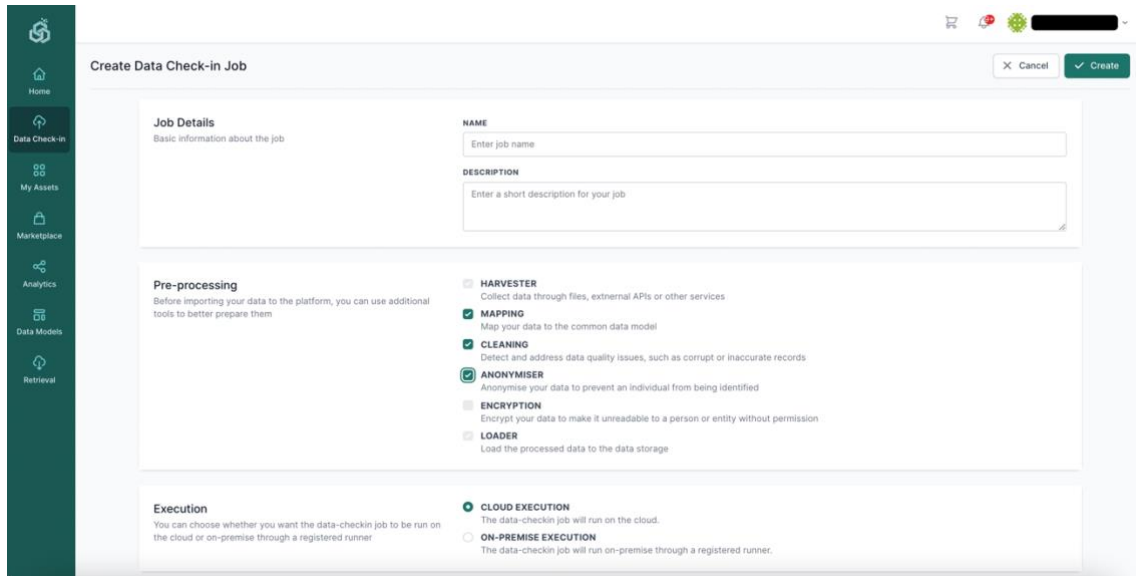 Home
Data Check-in
My Assets
Marketplace
Analytics
Data Models
Retrieval
Create Data Check-in Job
Cancel
Create
Job Details
Basic information about the job
NAME
Enter job name
DESCRIPTION
Enter a short description for your job
Pre-processing
Before importing your data to the platform, you can use additional
tools to better prepare them
HARVESTER
Collect data through files, extnernal APIs or other services
MAPPING
Map your data to the common data model
CLEANING
Detect and address data quality issues, such as corrupt or inaccurate records
ANONYMISER
Anonymise your data to prevent an individual from being identified
ENCRYPTION
Encrypt your data to make it unreadable to a person or entity without permission
LOADER
Load the processed data to the data storage
Execution
You can choose whether you want the data-checkin job to be run on
the cloud or on-premise through a registered runner
CLOUD EXECUTION
The data-checkin job will run on the cloud.
ON-PREMISE EXECUTION
The data-checkin job will run on-premise through a registered runner.